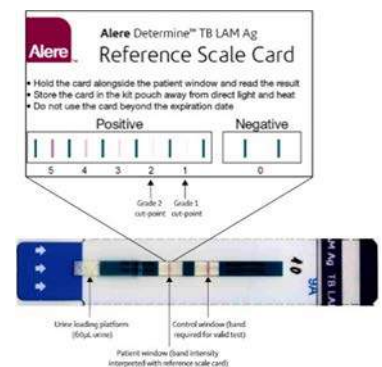 Alere
Alere Determine™ TB LAM Ag
Reference Scale Card
• Hold the card alongside the patient window and read the result
• Store the card in the kit pouch away from direct light and heat
• Do not use the card beyond the expiration date
Positive
Negative
5 4 3 2 1 0
Grade 2 cut-point
Grade 1 cut-point
M Ag TB LA
Urine loading platform
(60µL urine)
Control window (band
required for valid test)
Patient window (band intensity
interpreted with reference scale card)